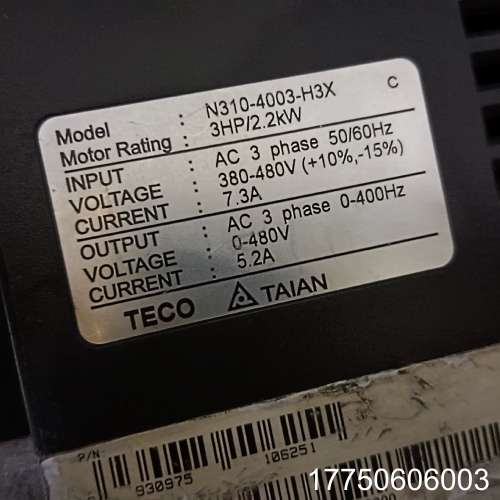 Model : N310-4003-H3X C
Motor Rating : 3HP/2.2kW
INPUT : AC 3 phase 50/60Hz
VOLTAGE : 380-480V (+10%,-15%)
CURRENT : 7.3A
OUTPUT : AC 3 phase 0-400Hz
VOLTAGE : 0-480V
CURRENT : 5.2A
TECO TAIAN
P/N:
930975
106251
17750606003